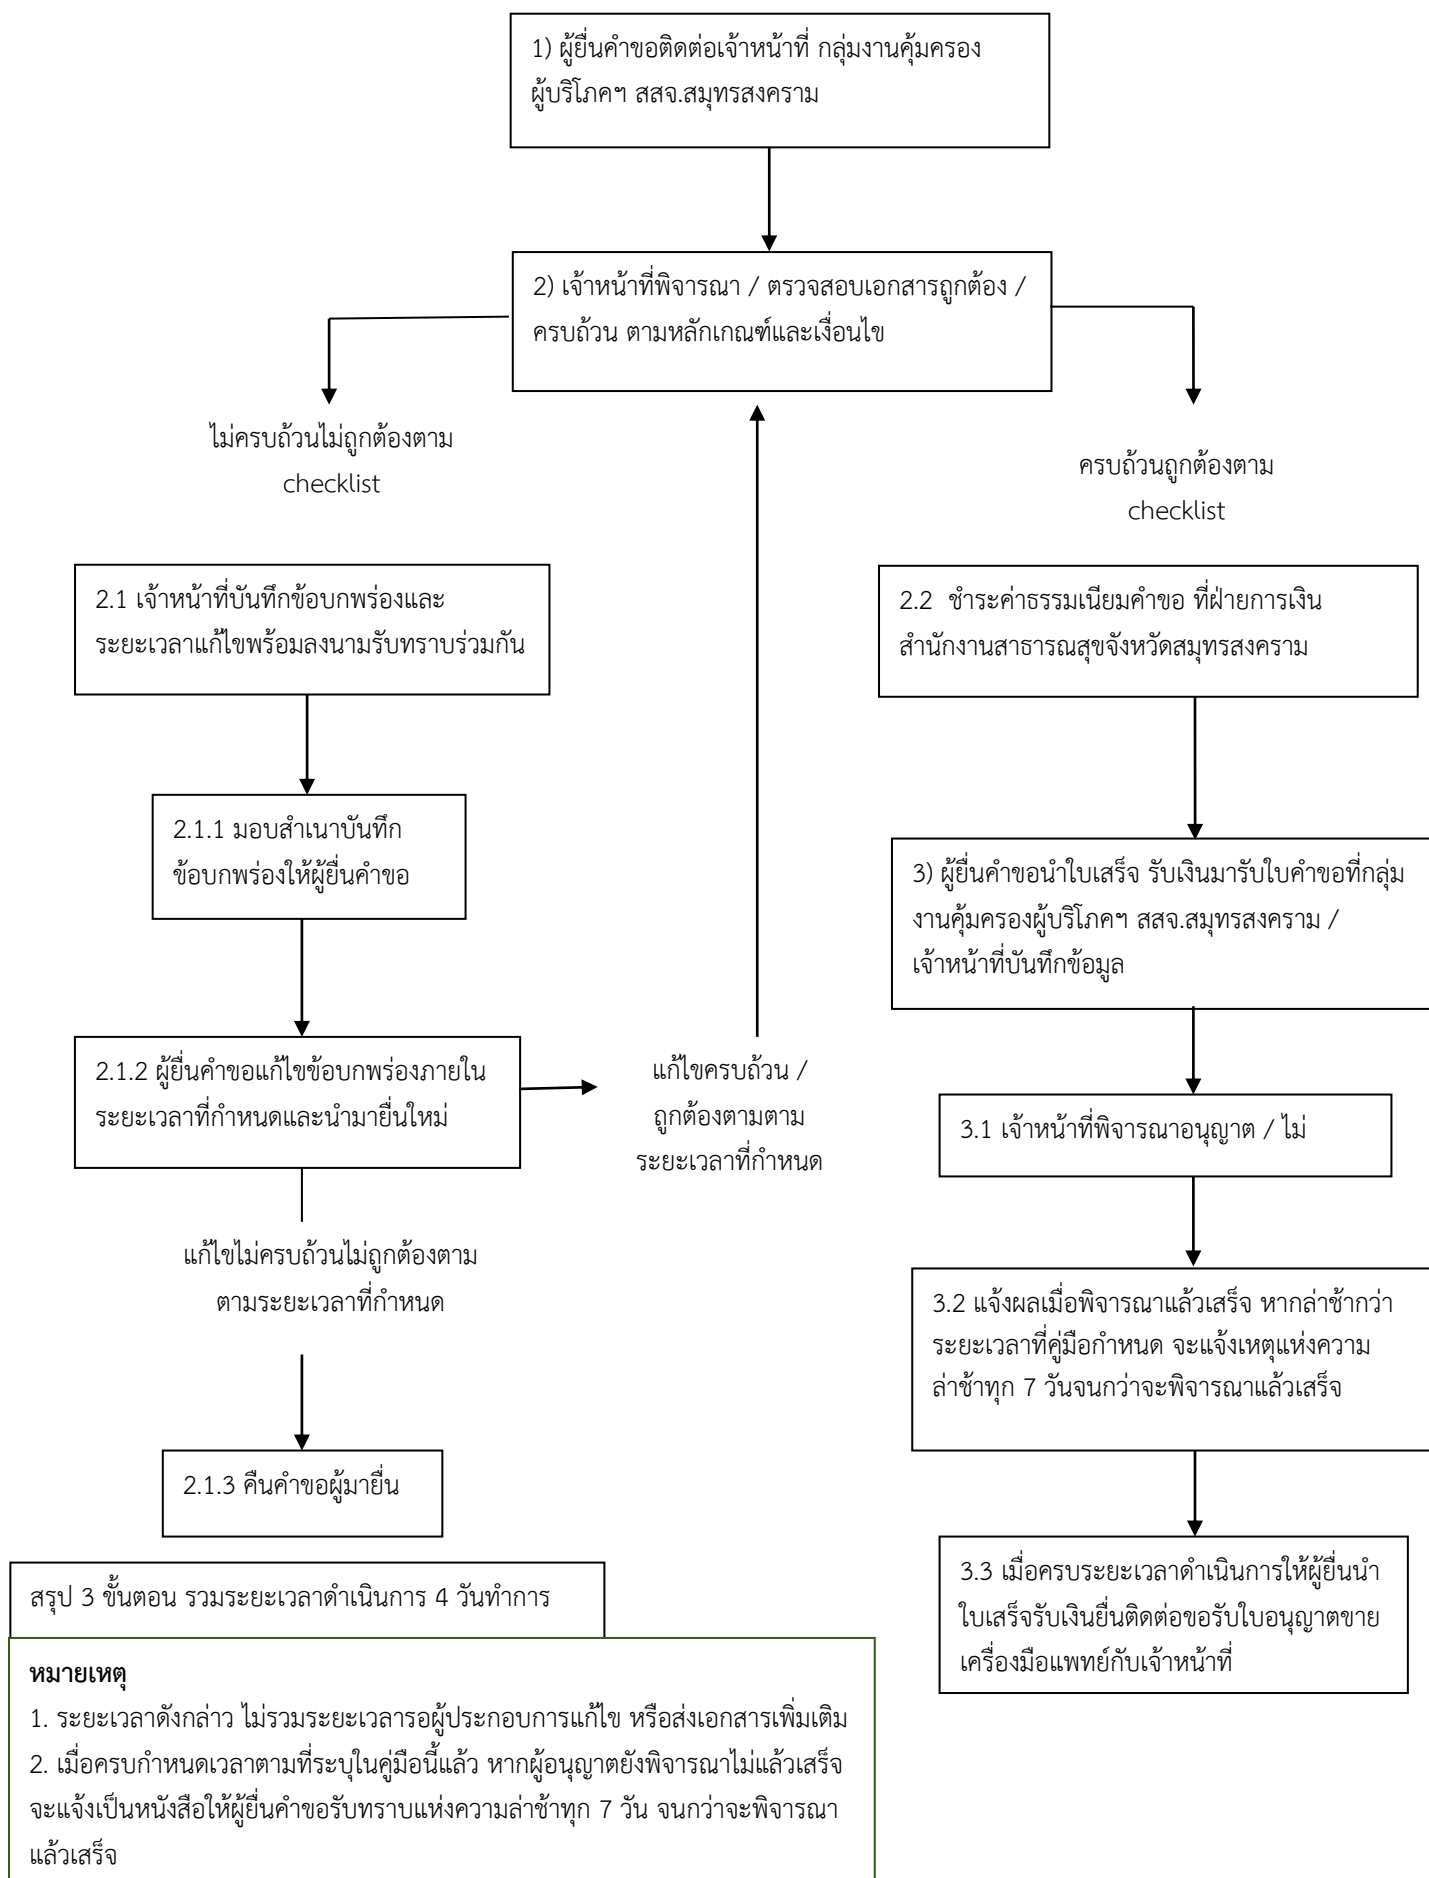 1) ผู้ยื่นคำขอติดต่อเจ้าหน้าที่ กลุ่มงานคุ้มครอง
ผู้บริโภคฯ สสจ.สมุทรสงคราม
2) เจ้าหน้าที่พิจารณา / ตรวจสอบเอกสารถูกต้อง /
ครบถ้วน ตามหลักเกณฑ์และเงื่อนไข
ไม่ครบถ้วนไม่ถูกต้องตาม
checklist
ครบถ้วนถูกต้องตาม
checklist
2.1 เจ้าหน้าที่บันทึกข้อบกพร่องและ
ระยะเวลาแก้ไขพร้อมลงนามรับทราบร่วมกัน
2.2 ชำระค่าธรรมเนียมคำขอ ที่ฝ่ายการเงิน
สำนักงานสาธารณสุขจังหวัดสมุทรสงคราม
2.1.1 มอบสำเนาบันทึก
ข้อบกพร่องให้ผู้ยื่นคำขอ
3) ผู้ยื่นคำขอนำใบเสร็จ รับเงินมารับใบคำขอที่กลุ่ม
งานคุ้มครองผู้บริโภคฯ สสจ.สมุทรสงคราม /
เจ้าหน้าที่บันทึกข้อมูล
2.1.2 ผู้ยื่นคำขอแก้ไขข้อบกพร่องภายใน
ระยะเวลาที่กำหนดและนำมายื่นใหม่
แก้ไขครบถ้วน /
ถูกต้องตามตาม
ระยะเวลาที่กำหนด
3.1 เจ้าหน้าที่พิจารณาอนุญาต / ไม่
แก้ไขไม่ครบถ้วนไม่ถูกต้องตาม
ตามระยะเวลาที่กำหนด
3.2 แจ้งผลเมื่อพิจารณาแล้วเสร็จ หากล่าช้ากว่า
ระยะเวลาที่คู่มือกำหนด จะแจ้งเหตุแห่งความ
ล่าช้าทุก 7 วันจนกว่าจะพิจารณาแล้วเสร็จ
2.1.3 คืนคำขอผู้มายื่น
3.3 เมื่อครบระยะเวลาดำเนินการให้ผู้ยื่นนำ
ใบเสร็จรับเงินยื่นติดต่อขอรับใบอนุญาตขาย
เครื่องมือแพทย์กับเจ้าหน้าที่
สรุป 3 ขั้นตอน รวมระยะเวลาดำเนินการ 4 วันทำการ
หมายเหตุ
1. ระยะเวลาดังกล่าว ไม่รวมระยะเวลารอผู้ประกอบการแก้ไข หรือส่งเอกสารเพิ่มเติม
2. เมื่อครบกำหนดเวลาตามที่ระบุในคู่มือนี้แล้ว หากผู้อนุญาตยังพิจารณาไม่แล้วเสร็จ
จะแจ้งเป็นหนังสือให้ผู้ยื่นคำขอรับทราบแห่งความล่าช้าทุก 7 วัน จนกว่าจะพิจารณา
แล้วเสร็จ